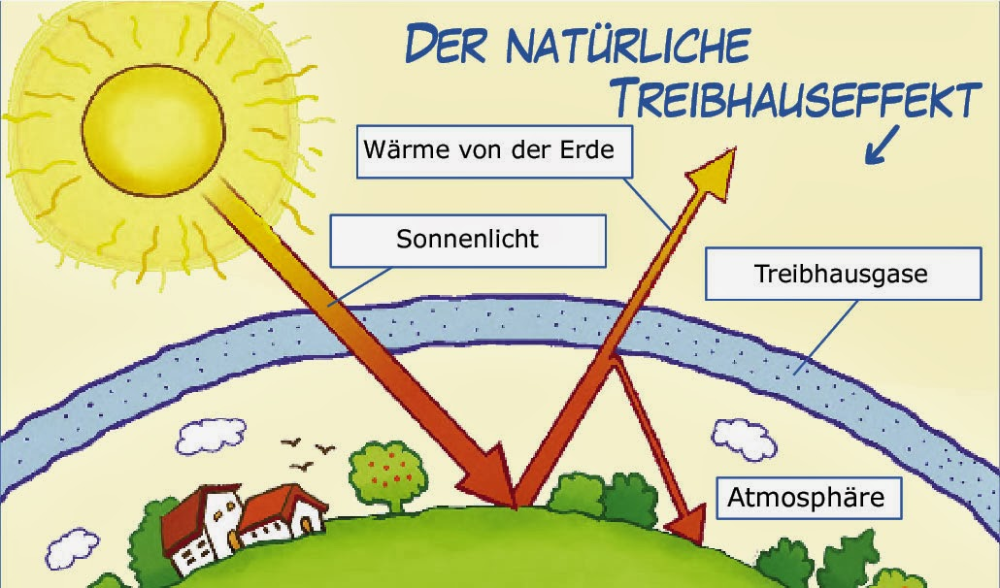 DER NATÜRLICHE
TREIBHAUSEFFEKT
Wärme von der Erde
Sonnenlicht
Treibhausgase
Atmosphäre